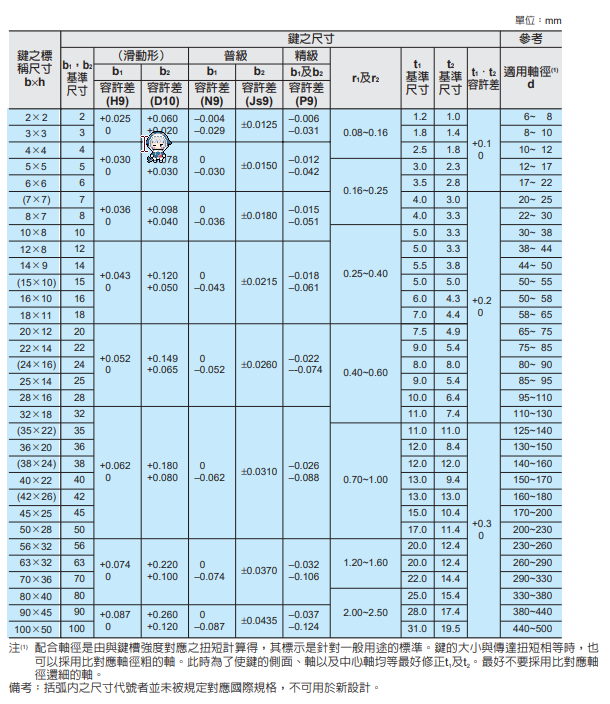 單位：mm
鍵之標稱尺寸 b×h 鍵之尺寸 參考
b₁，b₂ 基準尺寸 （滑動形） 普級 精級 r₁及r₂ t₁ 基準尺寸 t₂ 基準尺寸 t₁．t₂ 容許差 適用軸徑⁽¹⁾ d
b₁ b₂ b₁ b₂ b₁及b₂
容許差 容許差 容許差 容許差 容許差
(H9) (D10) (N9) (Js9) (P9)
2×2 2 +0.025 0 +0.060 +0.020 –0.004 –0.029 ±0.0125 –0.006 –0.031 0.08~0.16 1.2 1.0 +0.1 0 6~ 8
3×3 3 1.8 1.4 8~ 10
4×4 4 +0.030 0 +0.030 0 –0.030 ±0.0150 –0.012 –0.042 2.5 1.8 10~ 12
5×5 5 0.16~0.25 3.0 2.3 12~ 17
6×6 6 3.5 2.8 17~ 22
(7×7) 7 +0.036 0 +0.098 +0.040 0 –0.036 ±0.0180 –0.015 –0.051 4.0 3.0 +0.2 0 20~ 25
8×7 8 4.0 3.3 22~ 30
10×8 10 0.25~0.40 5.0 3.3 30~ 38
12×8 12 +0.043 0 +0.120 +0.050 0 –0.043 ±0.0215 –0.018 –0.061 5.0 3.3 38~ 44
14×9 14 5.5 3.8 44~ 50
(15×10) 15 5.0 5.0 50~ 55
16×10 16 6.0 4.3 50~ 58
18×11 18 7.0 4.4 58~ 65
20×12 20 +0.052 0 +0.149 +0.065 0 –0.052 ±0.0260 –0.022 –-0.074 0.40~0.60 7.5 4.9 65~ 75
22×14 22 9.0 5.4 75~ 85
(24×16) 24 8.0 8.0 80~ 90
25×14 25 9.0 5.4 85~ 95
28×16 28 10.0 6.4 95~110
32×18 32 +0.062 0 +0.180 +0.080 0 –0.062 ±0.0310 –0.026 –0.088 11.0 7.4 110~130
(35×22) 35 0.70~1.00 11.0 11.0 +0.3 0 125~140
36×20 36 12.0 8.4 130~150
(38×24) 38 12.0 12.0 140~160
40×22 40 13.0 9.4 150~170
(42×26) 42 13.0 13.0 160~180
45×25 45 15.0 10.4 170~200
50×28 50 17.0 11.4 200~230
56×32 56 +0.074 0 +0.220 +0.100 0 –0.074 ±0.0370 –0.032 –0.106 1.20~1.60 20.0 12.4 230~260
63×32 63 20.0 12.4 260~290
70×36 70 22.0 14.4 290~330
80×40 80 2.00~2.50 25.0 15.4 330~380
90×45 90 +0.087 0 +0.260 +0.120 0 –0.087 ±0.0435 –0.037 –0.124 28.0 17.4 380~440
100×50 100 31.0 19.5 440~500
注⁽¹⁾ 配合軸徑是由與鍵槽強度對應之扭短計算得，其標示是針對一般用途的標準。鍵的大小與傳達扭短相等時，也
可以採用比對應軸徑粗的軸。此時為了使鍵的側面、軸以及中心軸均等最好修正t₁及t₂。最好不要採用比對應軸
徑還細的軸。
備考：括弧内之尺寸代號者並未被規定對應國際規格，不可用於新設計。